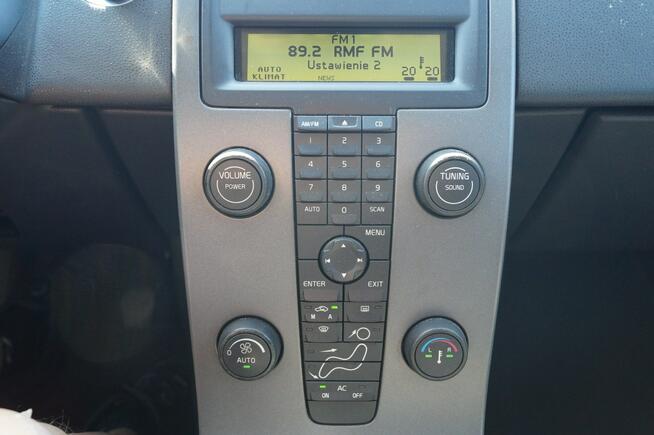 FM1
89.2 RMF FM
Ustawienie 2
AUTO
KLIMAT
NEWS
20 20
AM/FM CD
1 2 3
4 5 6
7 8 9
AUTO 0 SCAN
VOLUME
POWER
TUNING
SOUND
MENU
ENTER EXIT
M A
0
AUTO
L R
AC
ON OFF